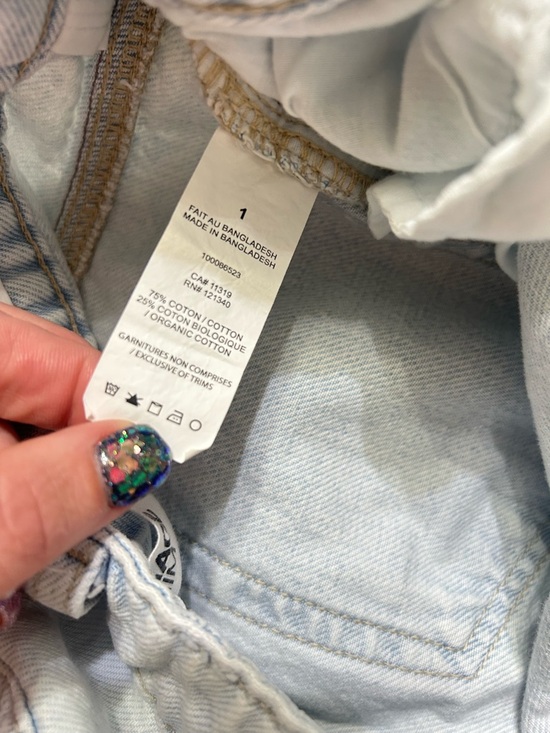 1
FAIT AU BANGLADESH
MADE IN BANGLADESH
100086523
CA# 11319
RN# 121340
75% COTON / COTTON
25% COTON BIOLOGIQUE
/ ORGANIC COTTON
GARNITURES NON COMPRISES
/ EXCLUSIVE OF TRIMS